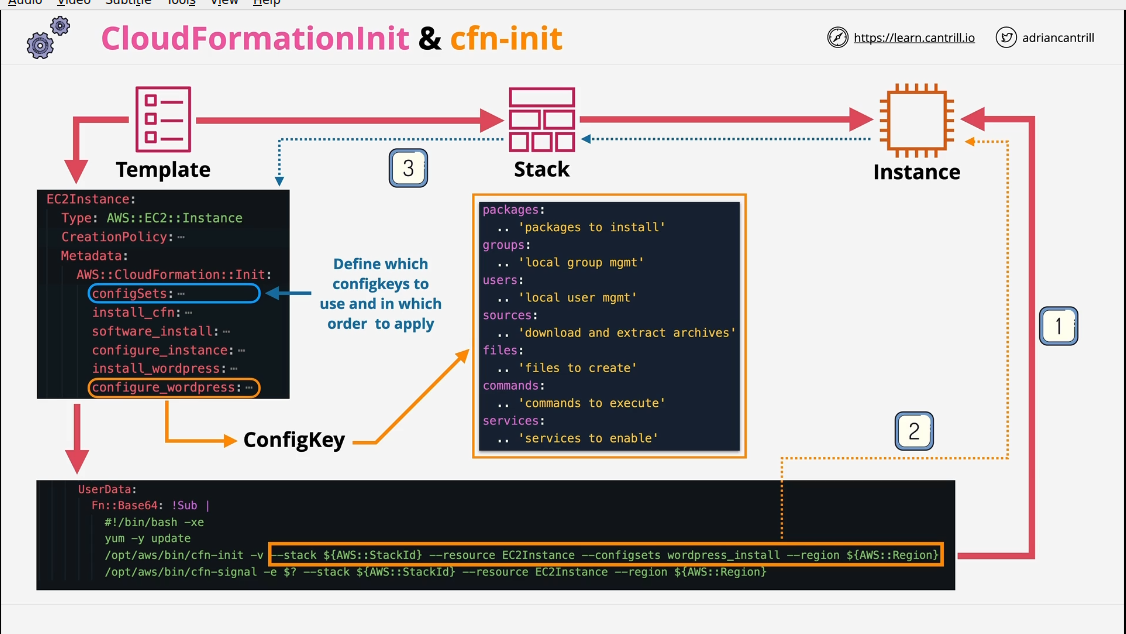 Audio Video Subtitle Tools View Help
CloudFormationInit & cfn-init
https://learn.cantrill.io
adriancantrill
Template
Stack
Instance
3
EC2Instance:
Type: AWS::EC2::Instance
CreationPolicy: ⋯
Metadata:
AWS::CloudFormation::Init:
configSets: ⋯
install_cfn: ⋯
software_install: ⋯
configure_instance: ⋯
install_wordpress: ⋯
configure_wordpress: ⋯
Define which
configkeys to
use and in which
order to apply
packages:
.. 'packages to install'
groups:
.. 'local group mgmt'
users:
.. 'local user mgmt'
sources:
.. 'download and extract archives'
files:
.. 'files to create'
commands:
.. 'commands to execute'
services:
.. 'services to enable'
1
2
ConfigKey
UserData:
Fn::Base64: !Sub |
#!/bin/bash -xe
yum -y update
/opt/aws/bin/cfn-init -v --stack ${AWS::StackId} --resource EC2Instance --configsets wordpress_install --region ${AWS::Region}
/opt/aws/bin/cfn-signal -e $? --stack ${AWS::StackId} --resource EC2Instance --region ${AWS::Region}